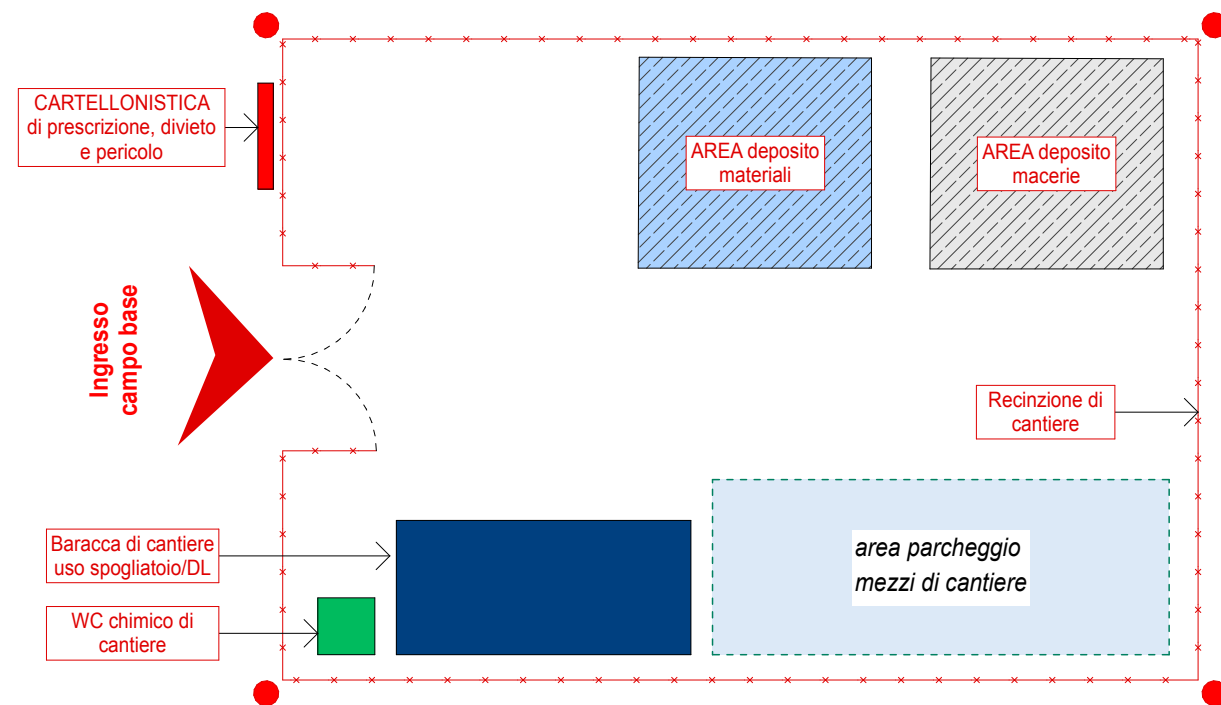 CARTELLONISTICA
di prescrizione, divieto
e pericolo
AREA deposito
materiali
AREA deposito
macerie
Ingresso
campo base
Recinzione di
cantiere
Baracca di cantiere
uso spogliatoio/DL
area parcheggio
mezzi di cantiere
WC chimico di
cantiere